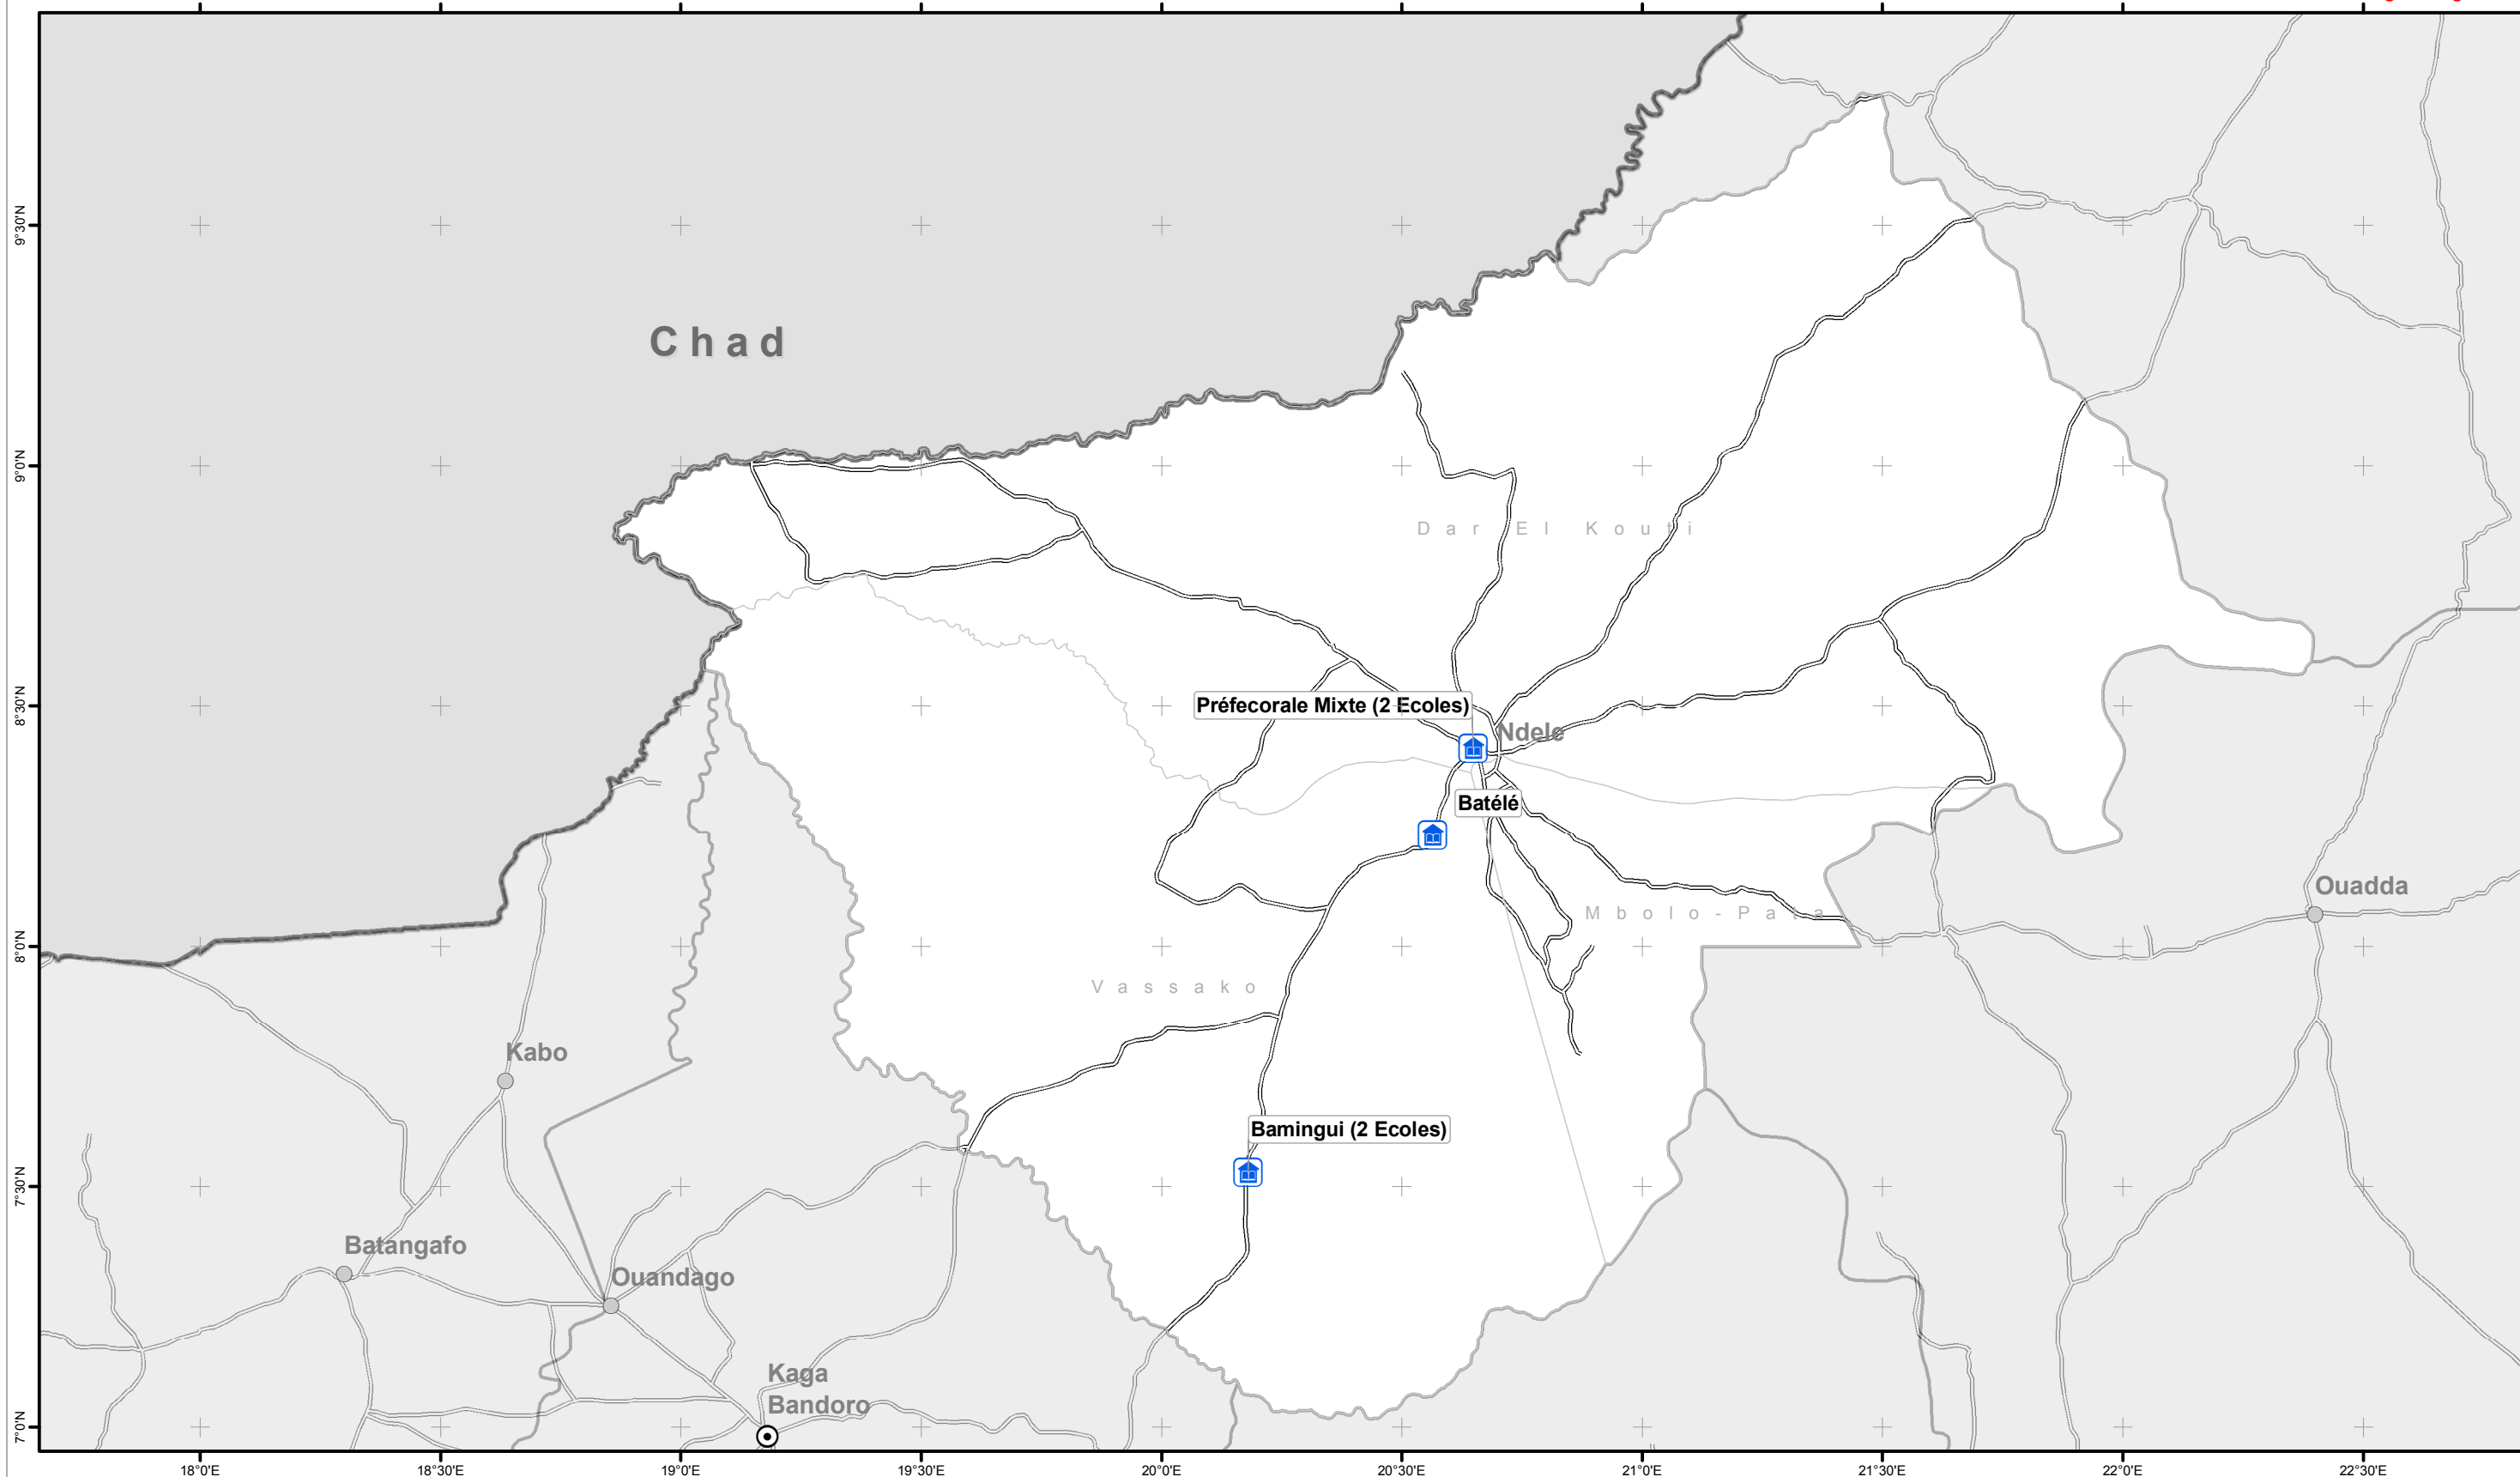 9°30'N
Chad
9°0'N
Dar El Kouti
8°30'N
Préfecorale Mixte (2 Ecoles)
Ndele
Batélé
Ouadda
Mbolo-Pata
8°0'N
Vassako
Kabo
Bamingui (2 Ecoles)
7°30'N
Batangafo
Ouandago
Kaga
Bandoro
7°0'N
18°0'E 18°30'E 19°0'E 19°30'E 20°0'E 20°30'E 21°0'E 21°30'E 22°0'E 22°30'E